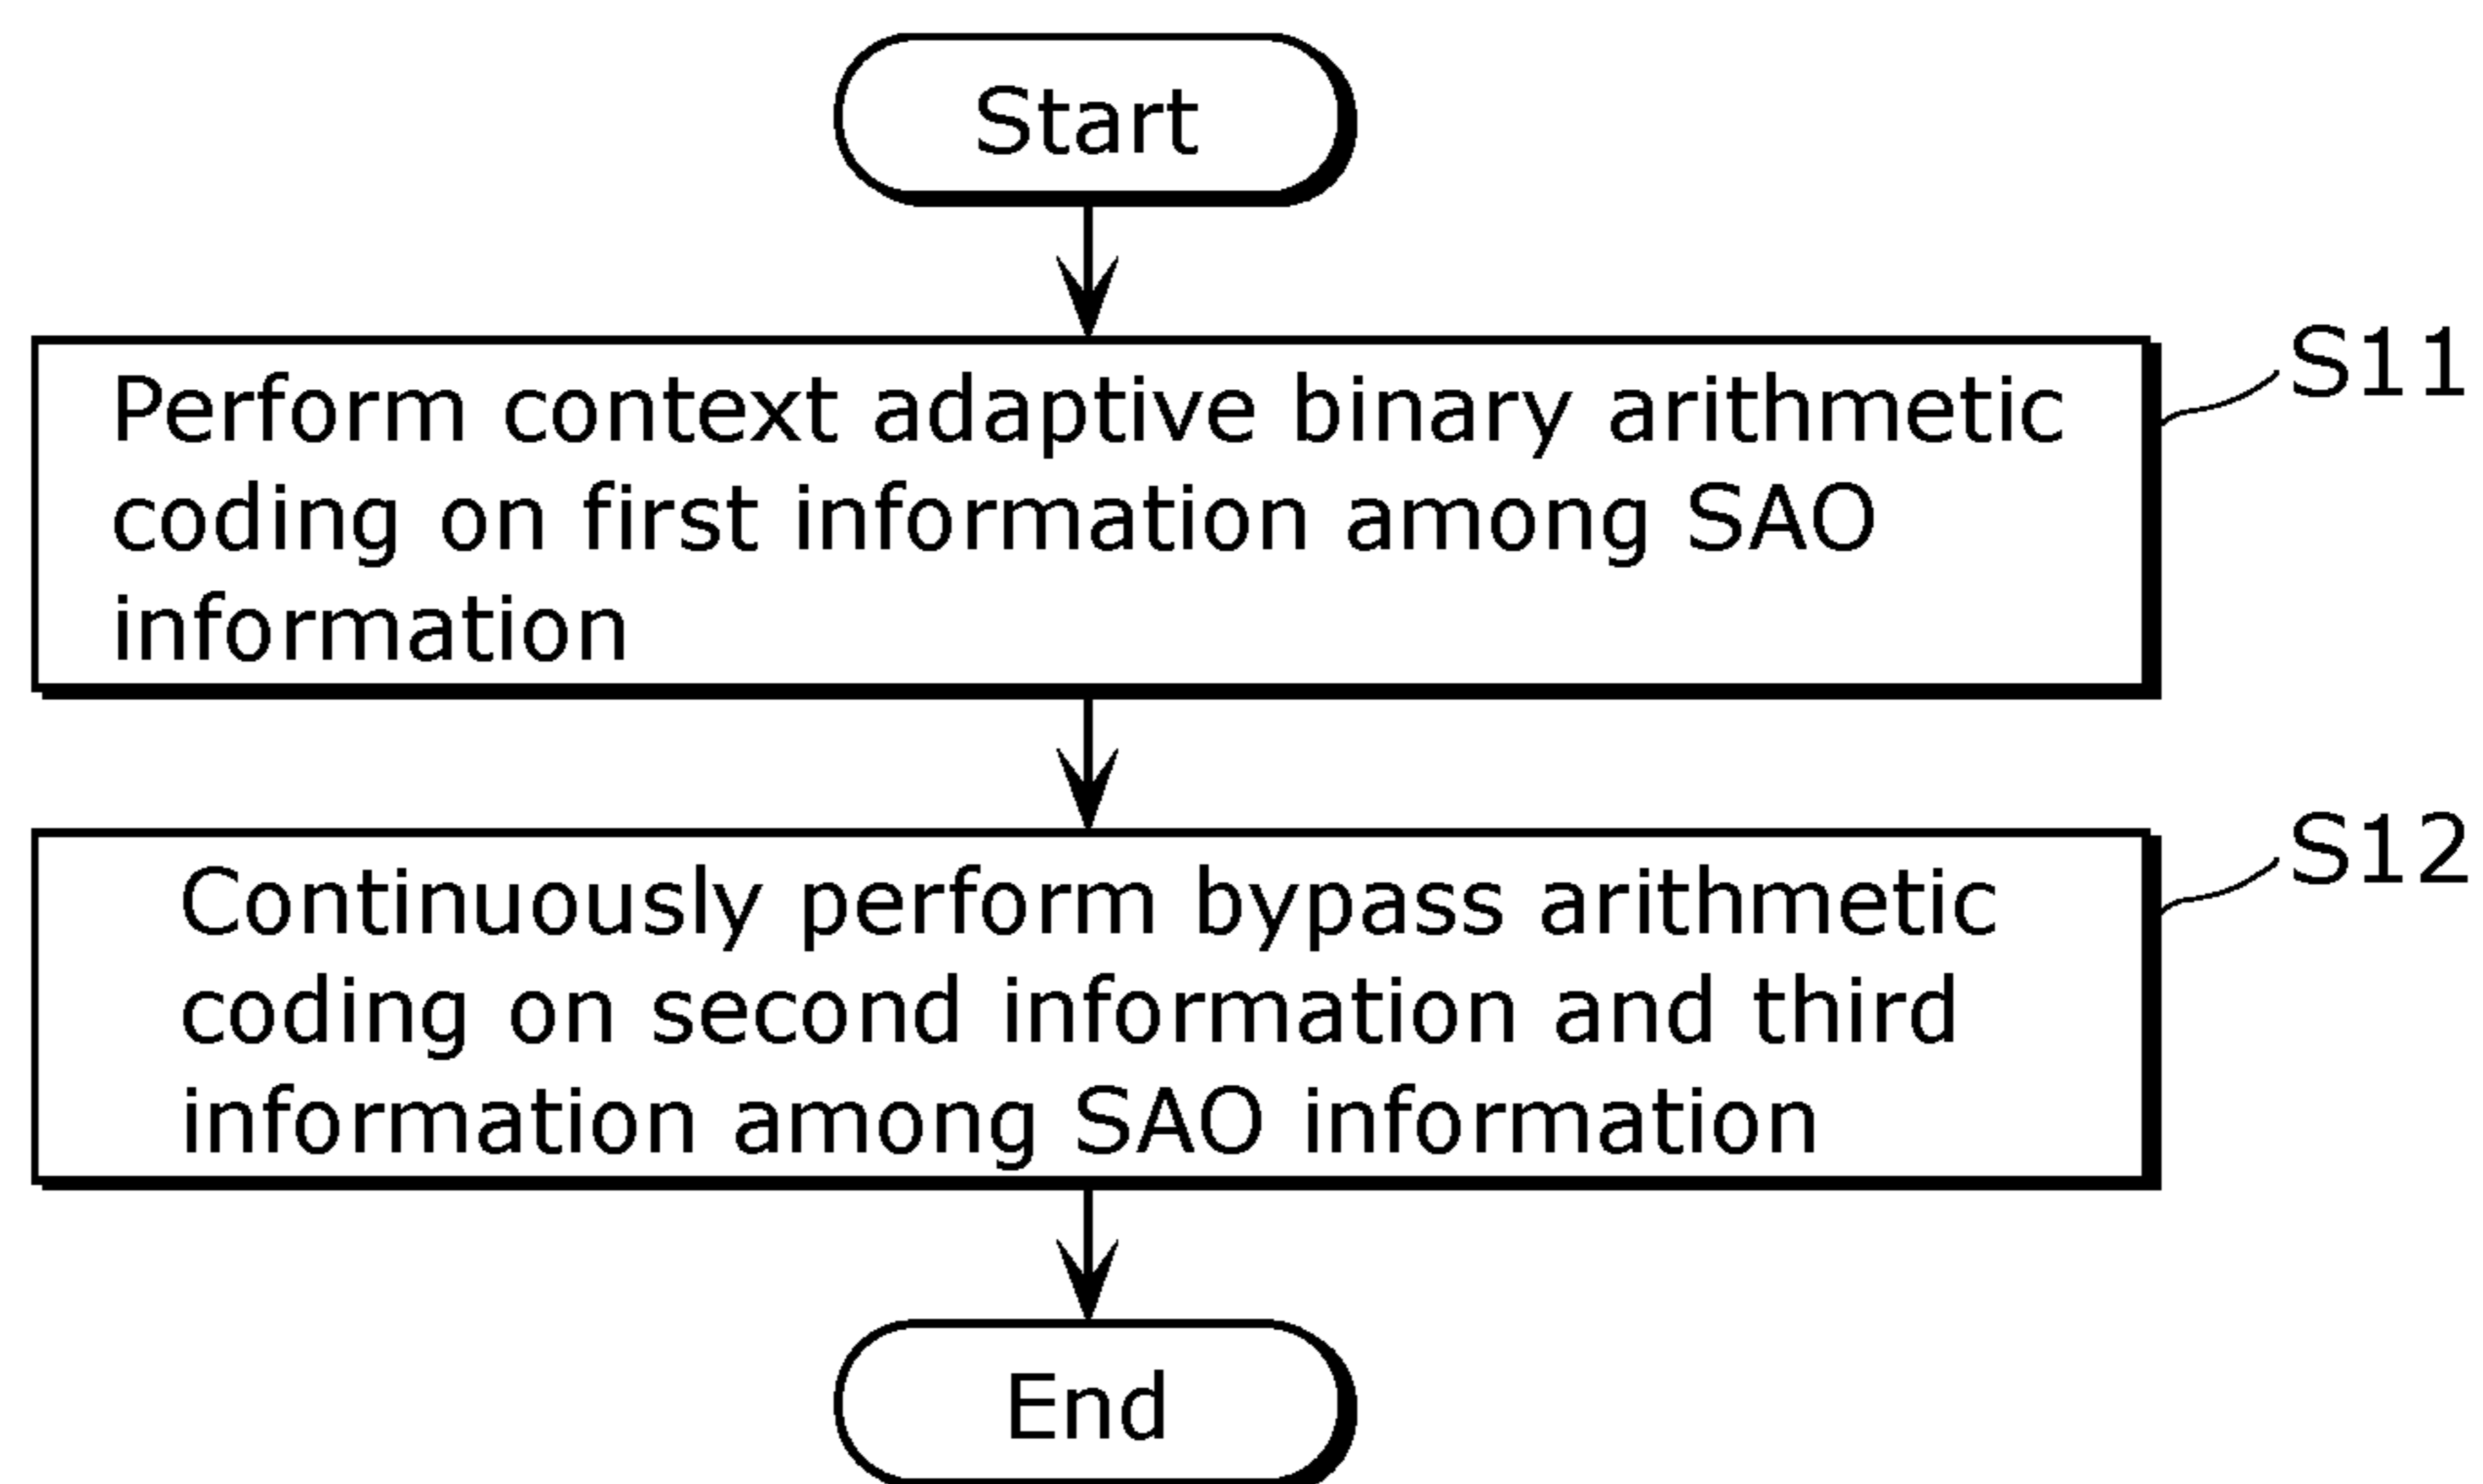 Start
Perform context adaptive binary arithmetic
coding on first information among SAO
information
S11
Continuously perform bypass arithmetic
coding on second information and third
information among SAO information
S12
End